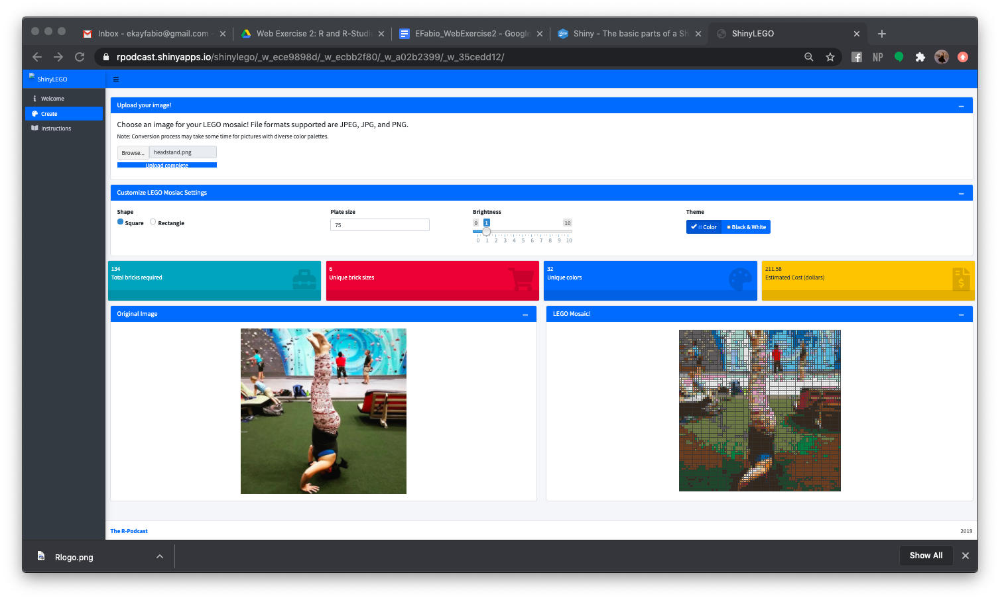 Inbox - ekayfabio@gmail.com -
Web Exercise 2: R and R-Studi
EFabio_WebExercise2 - Google
Shiny - The basic parts of a Sh
ShinyLEGO
rpodcast.shinyapps.io/shinylego/_w_ece9898d/_w_ecbb2f80/_w_a02b2399/_w_35cedd12/
NP
ShinyLEGO
Welcome
Create
Instructions
Upload your image!
Choose an image for your LEGO mosaic! File formats supported are JPEG, JPG, and PNG.
Note: Conversion process may take some time for pictures with diverse color palettes.
Browse... headstand.png
Upload complete
Customize LEGO Mosiac Settings
Shape
Square Rectangle
Plate size
75
Brightness
0 1 10
0 1 2 3 4 5 6 7 8 9 10
Theme
Color Black & White
134
Total bricks required
6
Unique brick sizes
32
Unique colors
211.58
Estimated Cost (dollars)
Original Image
LEGO Mosaic!
The R-Podcast
2019
Rlogo.png
Show All